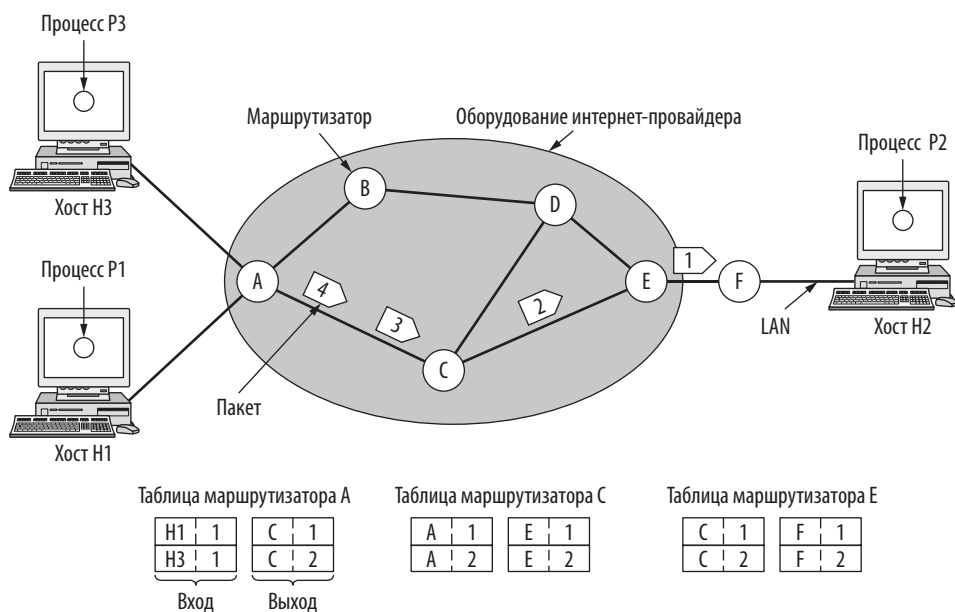 Процесс P3
Маршрутизатор
Оборудование интернет-провайдера
Процесс P2
Хост H3
B
D
Процесс P1
A
4
3
2
1
E
F
C
LAN
Хост H2
Пакет
Хост H1
Таблица маршрутизатора A
H1 1 C 1
H3 1 C 2
Вход Выход
Таблица маршрутизатора C
A 1 E 1
A 2 E 2
Таблица маршрутизатора E
C 1 F 1
C 2 F 2